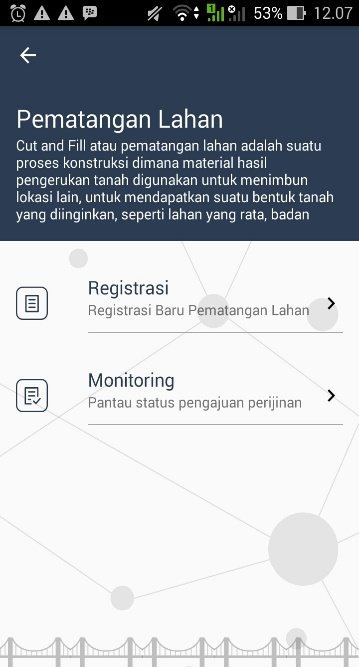 53% 12.07
Pematangan Lahan
Cut and Fill atau pematangan lahan adalah suatu
proses konstruksi dimana material hasil
pengerukan tanah digunakan untuk menimbun
lokasi lain, untuk mendapatkan suatu bentuk tanah
yang diinginkan, seperti lahan yang rata, badan
Registrasi
Registrasi Baru Pematangan Lahan
Monitoring
Pantau status pengajuan perijinan